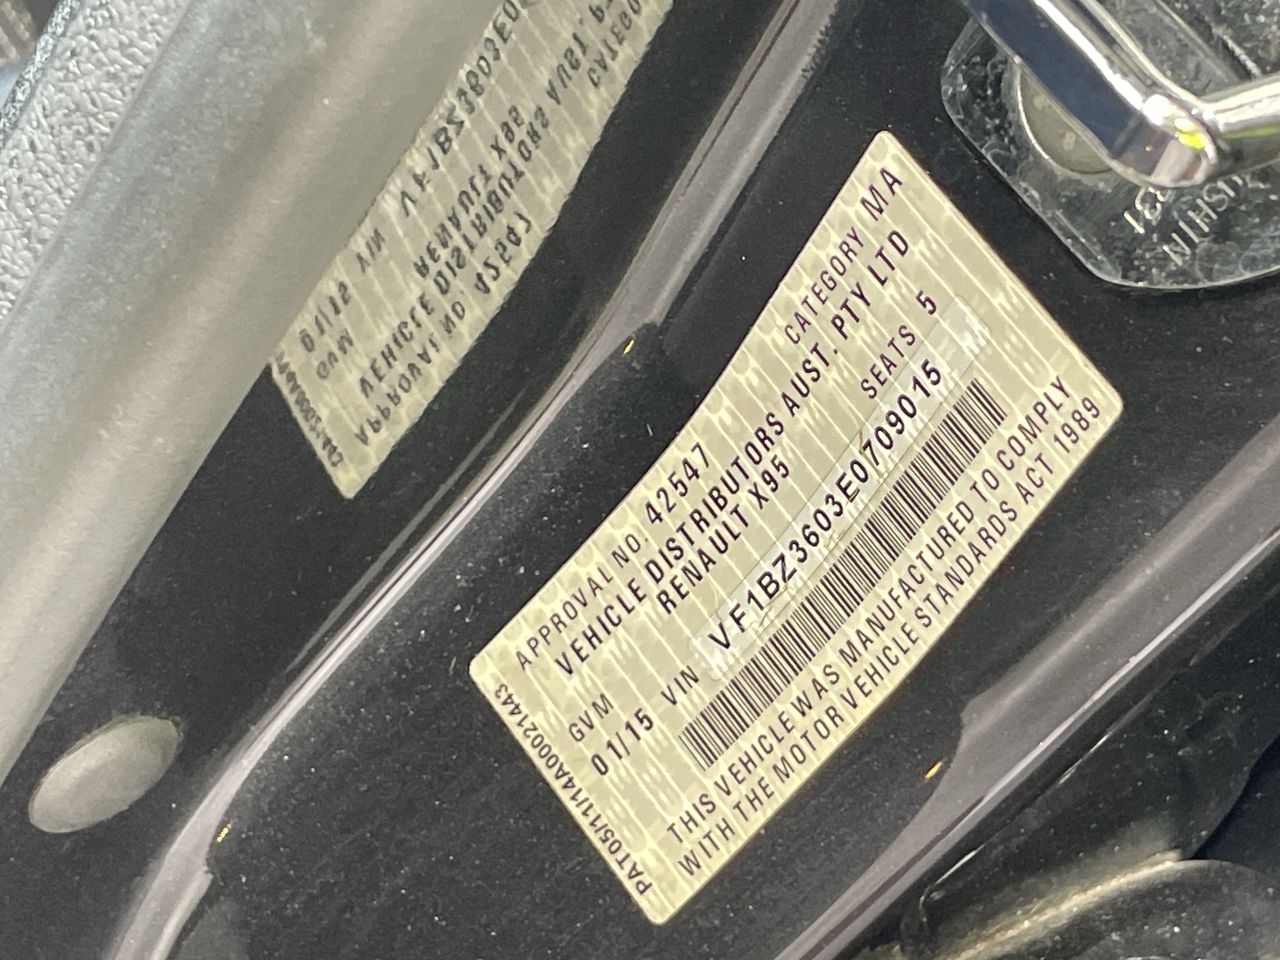 APPROVAL NO. 42547 CATEGORY MA
VEHICLE DISTRIBUTORS AUST. PTY LTD
RENAULT X95 SEATS 5
GVM
01/15 VIN VF1BZ3603E0709015
THIS VEHICLE WAS MANUFACTURED TO COMPLY
WITH THE MOTOR VEHICLE STANDARDS ACT 1989
PAT05/11/14A00021443